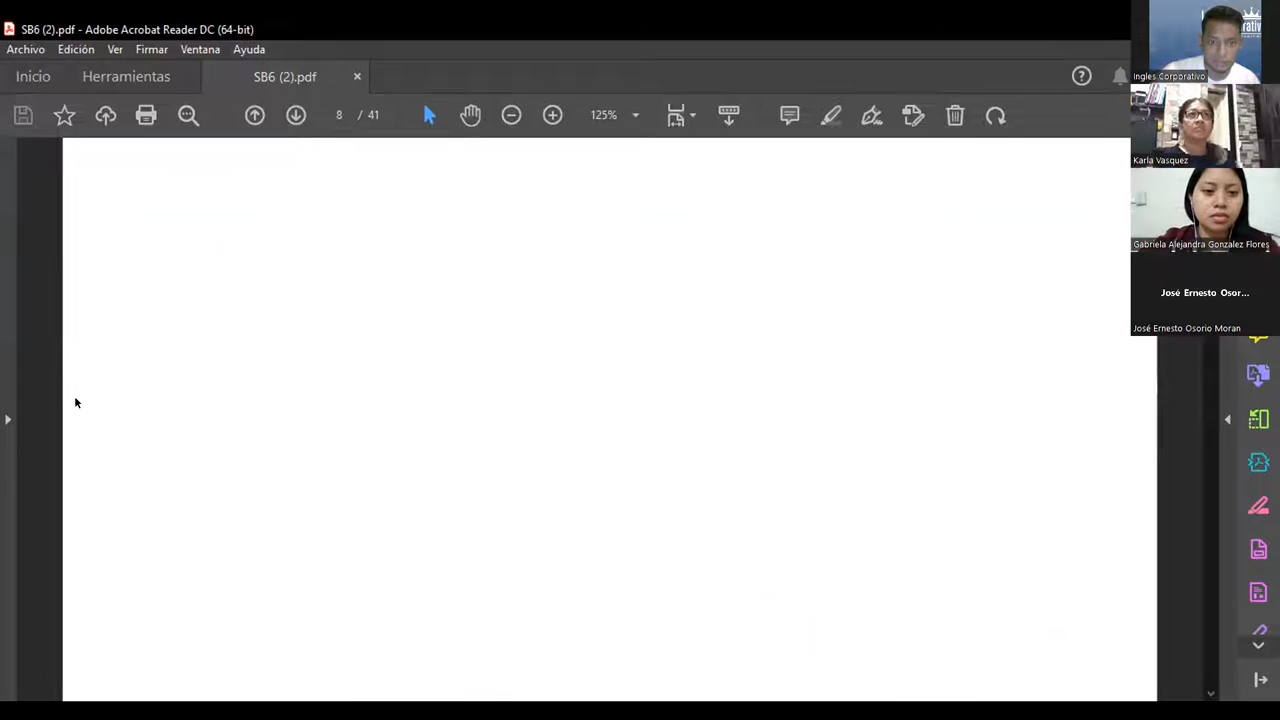 SB6 (2).pdf - Adobe Acrobat Reader DC (64-bit)
Archivo Edición Ver Firmar Ventana Ayuda
Inicio Herramientas SB6 (2).pdf ×
8 / 41 125%
Ingles Corporativo
Karla Vasquez
Gabriela Alejandra Gonzalez Flores
José Ernesto Osor...
José Ernesto Osorio Moran